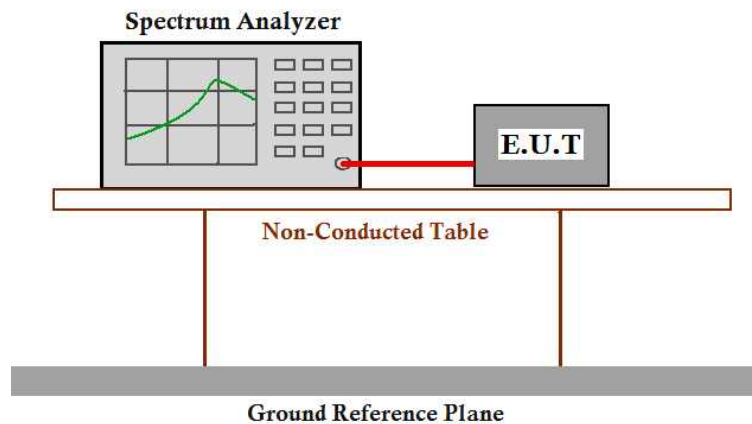 Spectrum Analyzer
E.U.T
Non-Conducted Table
Ground Reference Plane